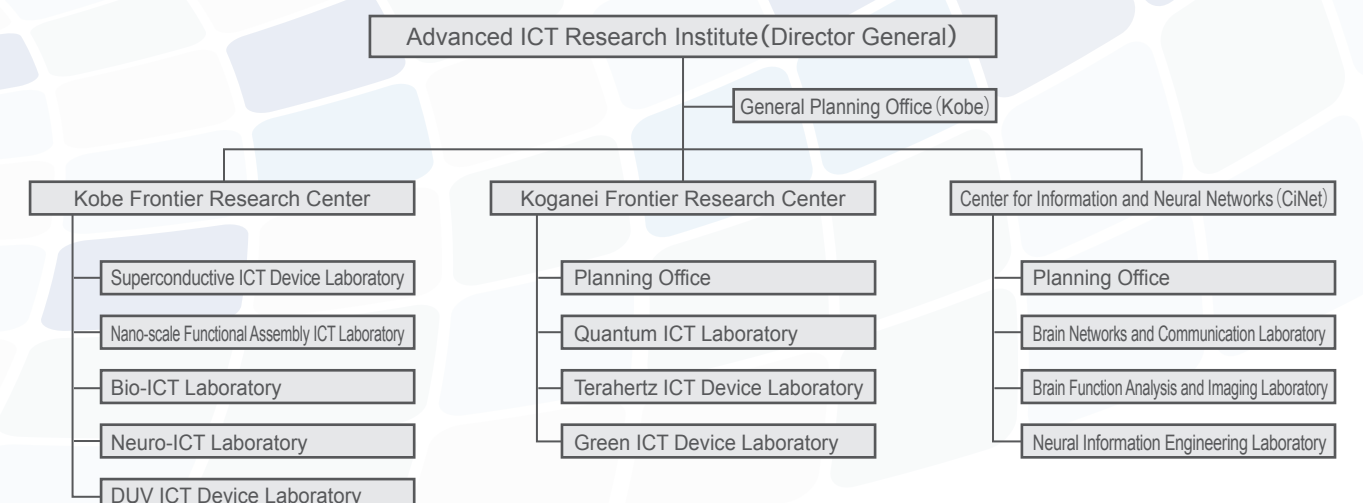 Advanced ICT Research Institute(Director General)
General Planning Office(Kobe)
Kobe Frontier Research Center
Superconductive ICT Device Laboratory
Nano-scale Functional Assembly ICT Laboratory
Bio-ICT Laboratory
Neuro-ICT Laboratory
DUV ICT Device Laboratory
Koganei Frontier Research Center
Planning Office
Quantum ICT Laboratory
Terahertz ICT Device Laboratory
Green ICT Device Laboratory
Center for Information and Neural Networks(CiNet)
Planning Office
Brain Networks and Communication Laboratory
Brain Function Analysis and Imaging Laboratory
Neural Information Engineering Laboratory